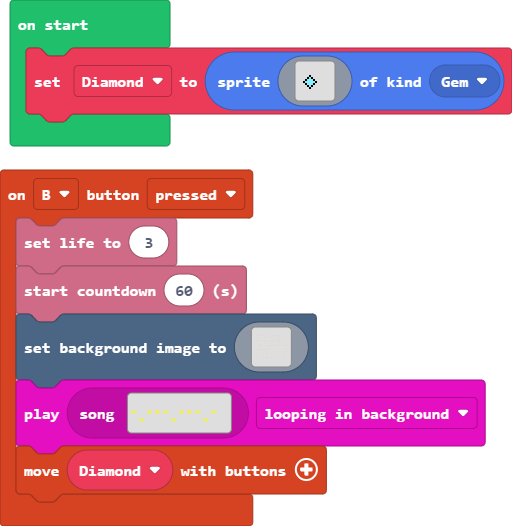 on start
set Diamond to sprite of kind Gem
on B button pressed
set life to 3
start countdown 60 (s)
set background image to
play song looping in background
move Diamond with buttons